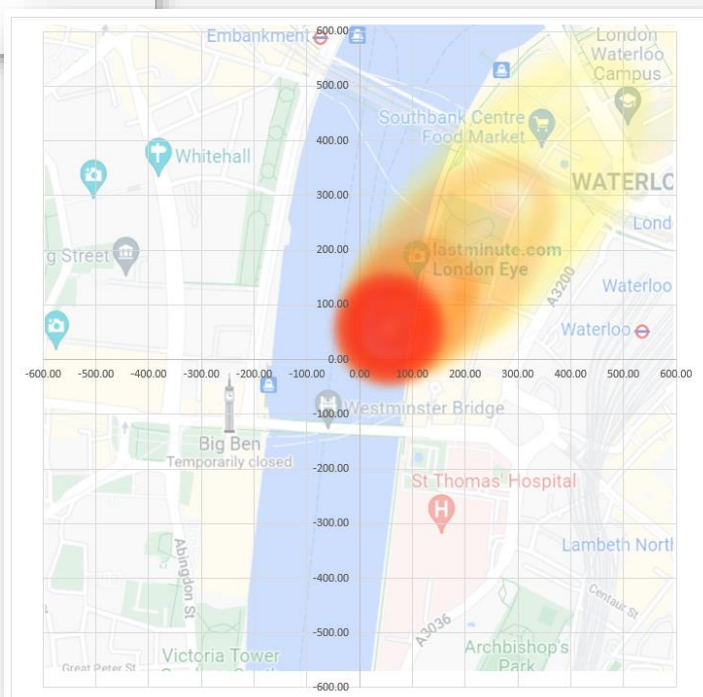 600.00
Embankment
London
Waterloo
Campus
500.00
Southbank Centre
Food Market
400.00
Whitehall
WATERLO
300.00
Lond
g Street
200.00
lastminute.com
London Eye
A3200
Waterloo
100.00
Waterloo
0.00
-600.00 -500.00 -400.00 -300.00 -200.00 -100.00 0.00 100.00 200.00 300.00 400.00 500.00 600.00
-100.00
Westminster Bridge
Big Ben
Temporarily closed
-200.00
St Thomas' Hospital
H
-300.00
Abingdon St
Lambeth North
-400.00
Centaur St
-500.00
A3036
Victoria Tower
Archbishop's
Park
Great Peter St
-600.00